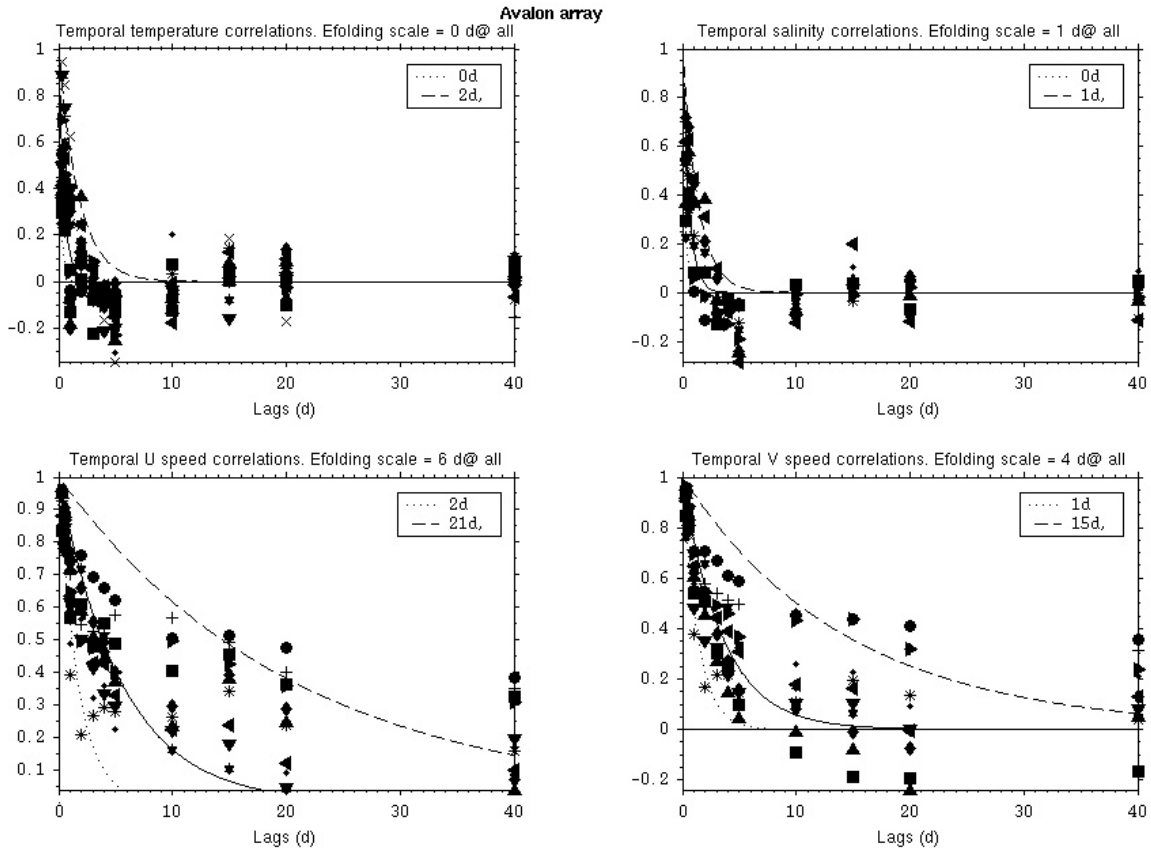 Avalon array
Temporal temperature correlations. Efolding scale = 0 d@ all
1
0.8
0.6
0.4
0.2
0
-0.2
0d
2d,
0 10 20 30 40
Lags (d)
Temporal salinity correlations. Efolding scale = 1 d@ all
1
0.8
0.6
0.4
0.2
0
-0.2
0d
1d,
0 10 20 30 40
Lags (d)
Temporal U speed correlations. Efolding scale = 6 d@ all
1
0.9
0.8
0.7
0.6
0.5
0.4
0.3
0.2
0.1
2d
21d,
0 10 20 30 40
Lags (d)
Temporal V speed correlations. Efolding scale = 4 d@ all
1
0.8
0.6
0.4
0.2
0
-0.2
1d
15d,
0 10 20 30 40
Lags (d)